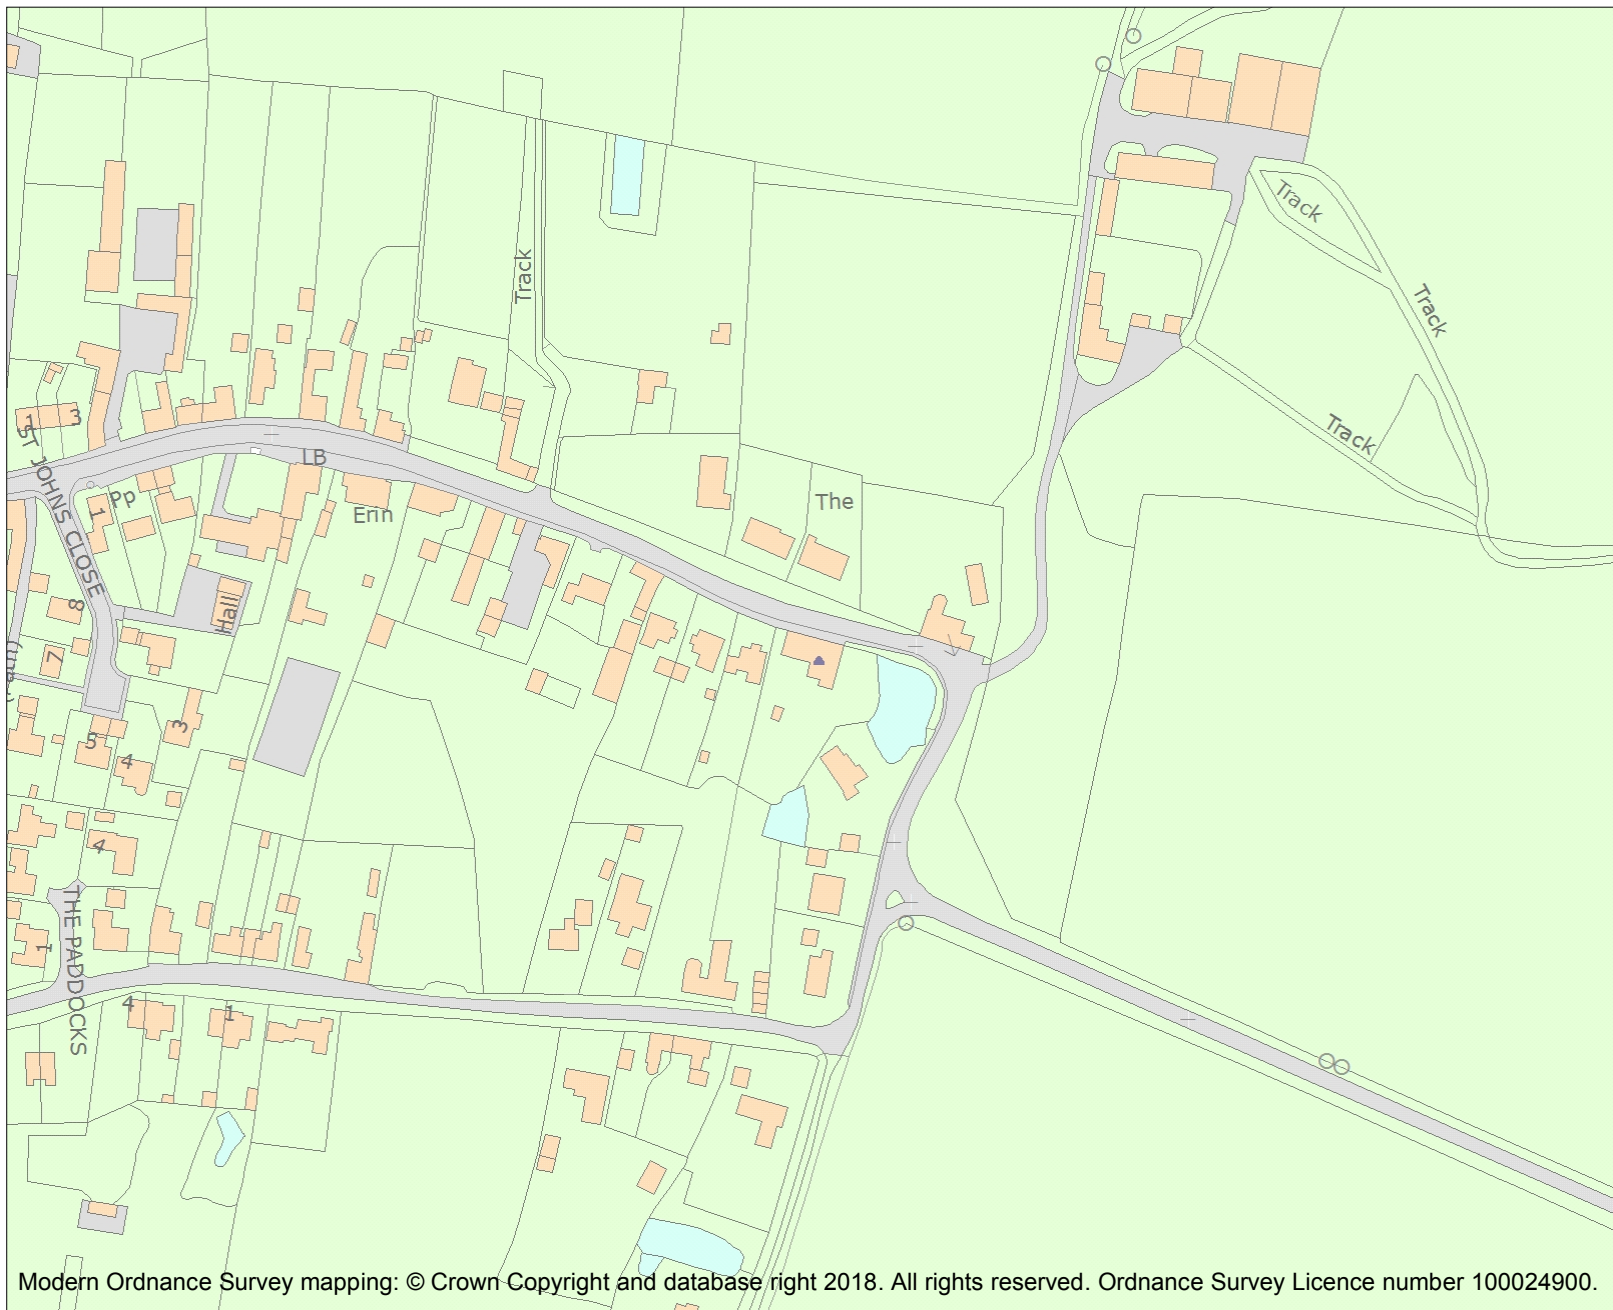 Track
Track
Track
Track
1
3
ST JOHNS CLOSE
LB
Pp
1
Erin
The
8
Hall
7
3
5
4
4
THE PADDOCKS
1
4
1
Modern Ordnance Survey mapping: © Crown Copyright and database right 2018. All rights reserved. Ordnance Survey Licence number 100024900.